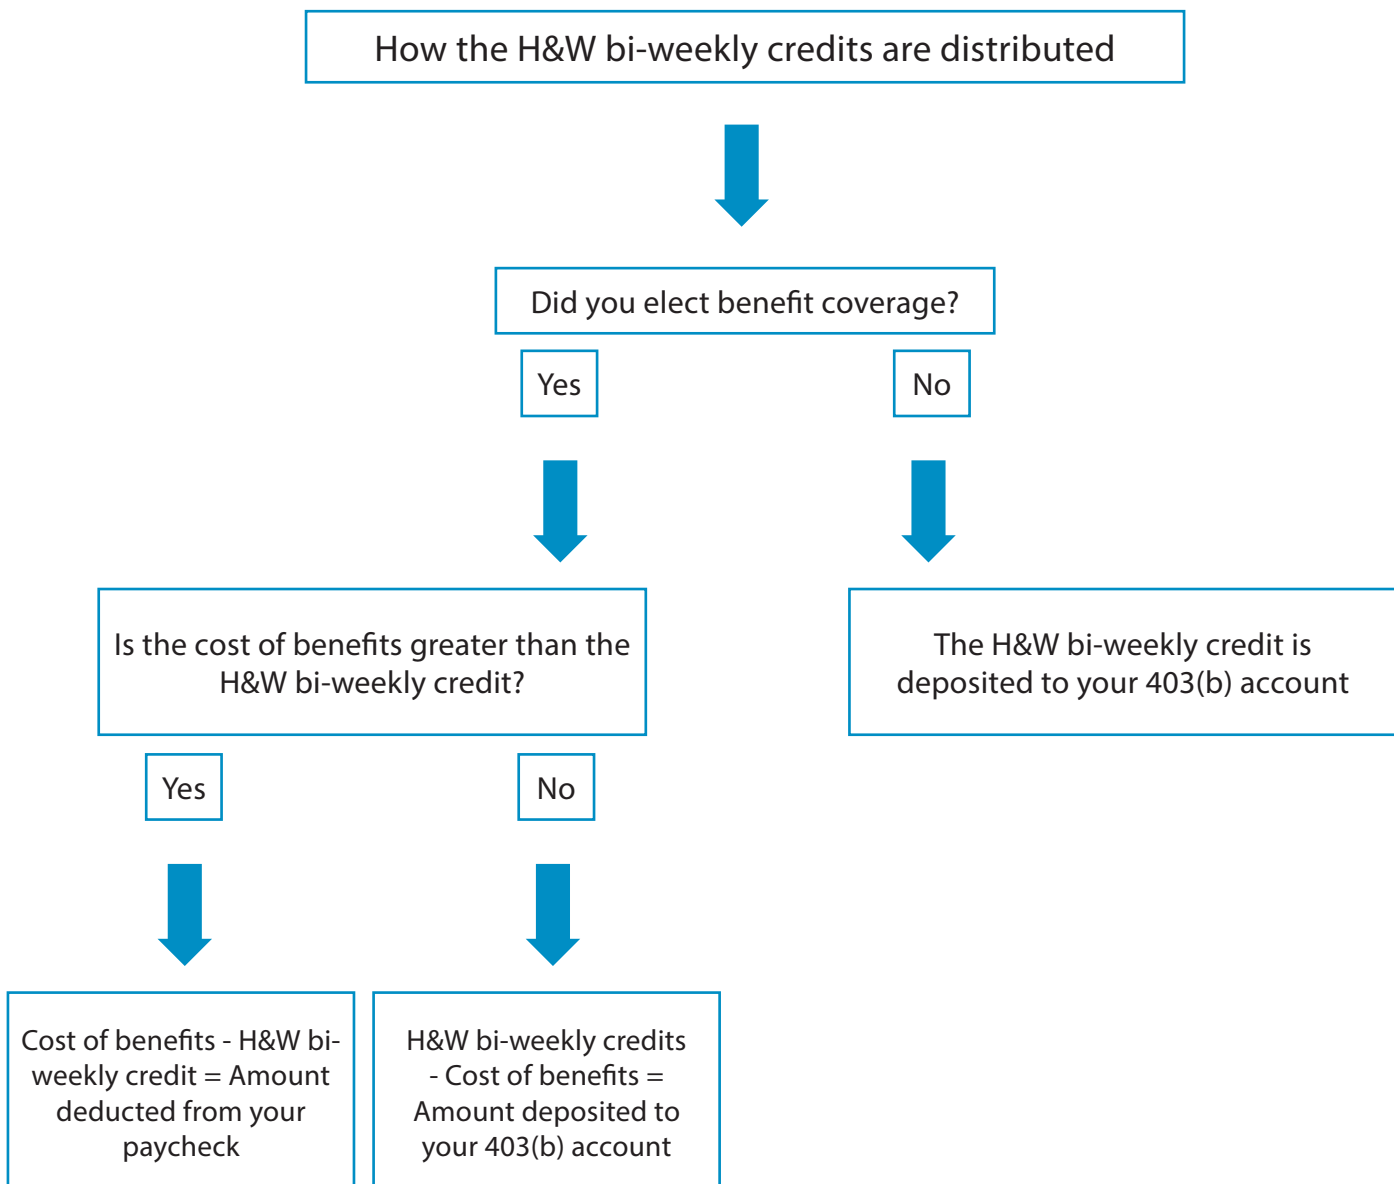 How the H&W bi-weekly credits are distributed
Did you elect benefit coverage?
Yes
No
Is the cost of benefits greater than the
H&W bi-weekly credit?
The H&W bi-weekly credit is
deposited to your 403(b) account
Yes
No
Cost of benefits - H&W bi-
weekly credit = Amount
deducted from your
paycheck
H&W bi-weekly credits
- Cost of benefits =
Amount deposited to
your 403(b) account